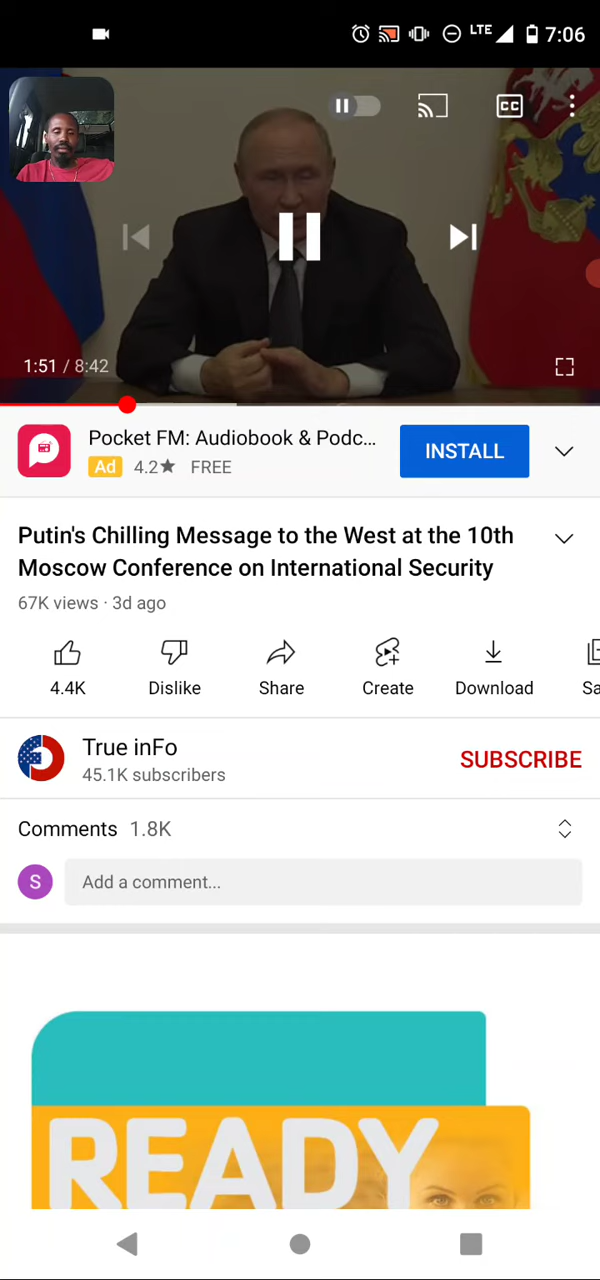 LTE 7:06
CC
1:51 / 8:42
Pocket FM: Audiobook & Podc...
Ad 4.2★ FREE
INSTALL
Putin's Chilling Message to the West at the 10th
Moscow Conference on International Security
67K views · 3d ago
4.4K Dislike Share Create Download Sa
True inFo
45.1K subscribers
SUBSCRIBE
Comments 1.8K
S Add a comment...
READY